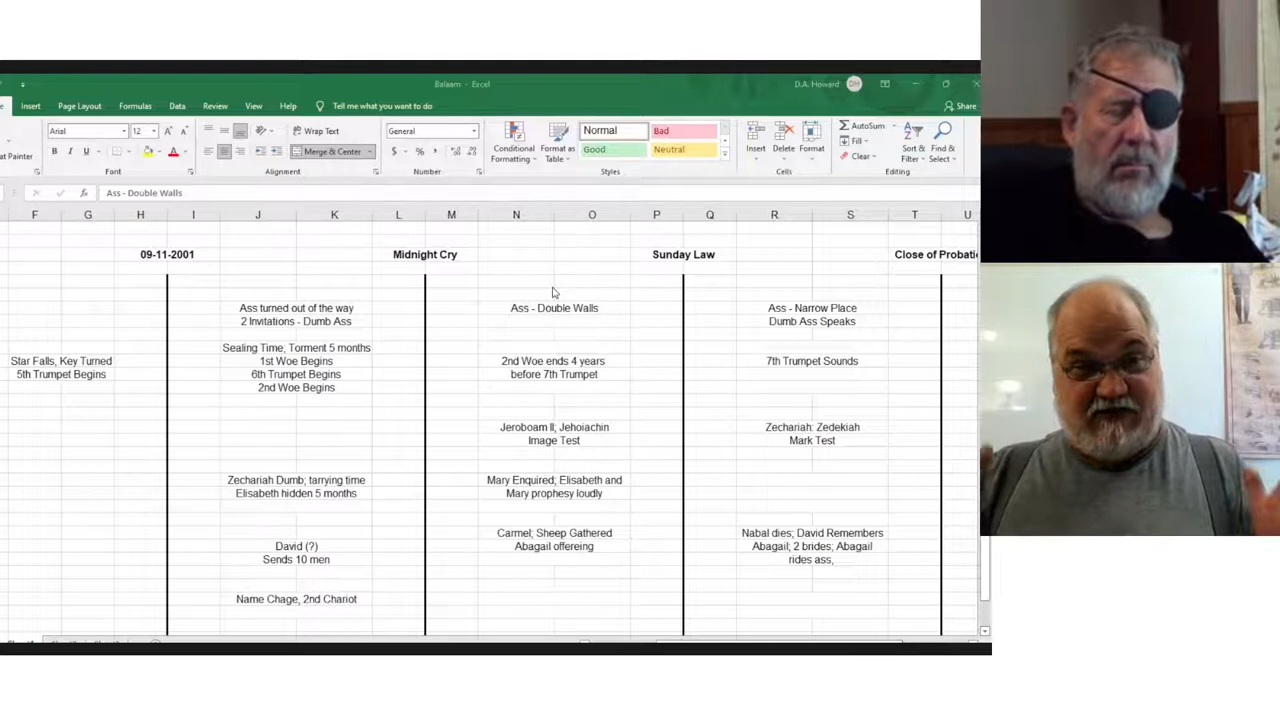 Balaam - Excel
D.A. Howard DH
Insert Page Layout Formulas Data Review View Help Tell me what you want to do Share
Arial 12 A A Wrap Text General Normal Bad AutoSum
at Painter B I U A Merge & Center $ % Conditional Formatting Format as Table Good Neutral Insert Delete Format Fill Clear Sort & Filter Find & Select
Font Alignment Number Styles Cells Editing
fx Ass - Double Walls
F G H I J K L M N O P Q R S T U
09-11-2001 Midnight Cry Sunday Law Close of Probati
Ass turned out of the way Ass - Double Walls Ass - Narrow Place
2 Invitations - Dumb Ass Dumb Ass Speaks
Sealing Time; Torment 5 months
Star Falls, Key Turned 1st Woe Begins 2nd Woe ends 4 years 7th Trumpet Sounds
5th Trumpet Begins 6th Trumpet Begins before 7th Trumpet
2nd Woe Begins
Jeroboam II; Jehoiachin Zechariah: Zedekiah
Image Test Mark Test
Zechariah Dumb; tarrying time Mary Enquired; Elisabeth and
Elisabeth hidden 5 months Mary prophesy loudly
Carmel; Sheep Gathered Nabal dies; David Remembers
David (?) Abagail offereing Abagail; 2 brides; Abagail
Sends 10 men rides ass,
Name Chage, 2nd Chariot